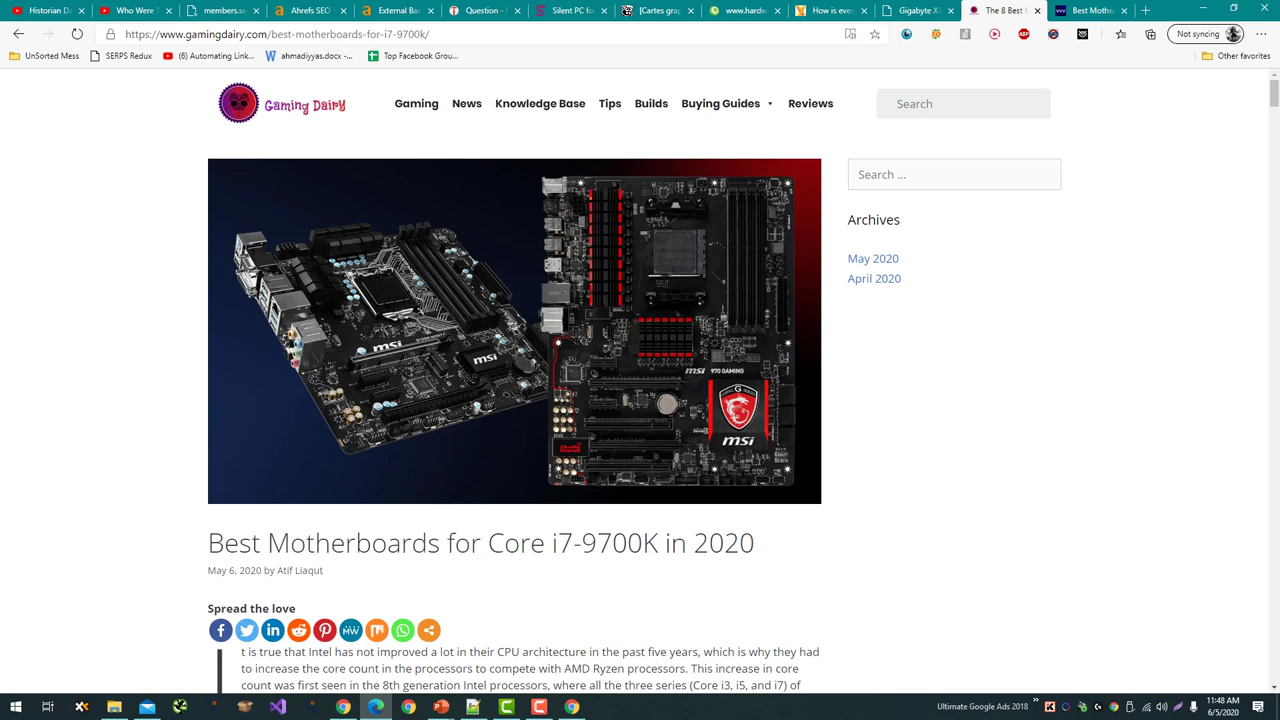 Historian Da
Who Were
members.se
Ahrefs SEO
External Bac
Question - I
Silent PC fo
[Cartes grap
www.hardw
How is ever
Gigabyte X
The 8 Best M
Best Mothe
https://www.gamingdairy.com/best-motherboards-for-i7-9700k/
Not syncing
UnSorted Mess
SERPS Redux
(6) Automating Link...
ahmadiyyas.docx -...
Top Facebook Grou...
Other favorites
Gaming Dairy
Gaming
News
Knowledge Base
Tips
Builds
Buying Guides
Reviews
Search
Search ...
Archives
May 2020
April 2020
msi
msi
msi 970 GAMING
msi
Best Motherboards for Core i7-9700K in 2020
May 6, 2020 by Atif Liaqut
Spread the love
It is true that Intel has not improved a lot in their CPU architecture in the past five years, which is why they had
to increase the core count in the processors to compete with AMD Ryzen processors. This increase in core
count was first seen in the 8th generation Intel processors, where all the three series (Core i3, i5, and i7) of
Ultimate Google Ads 2018
11:48 AM
6/5/2020